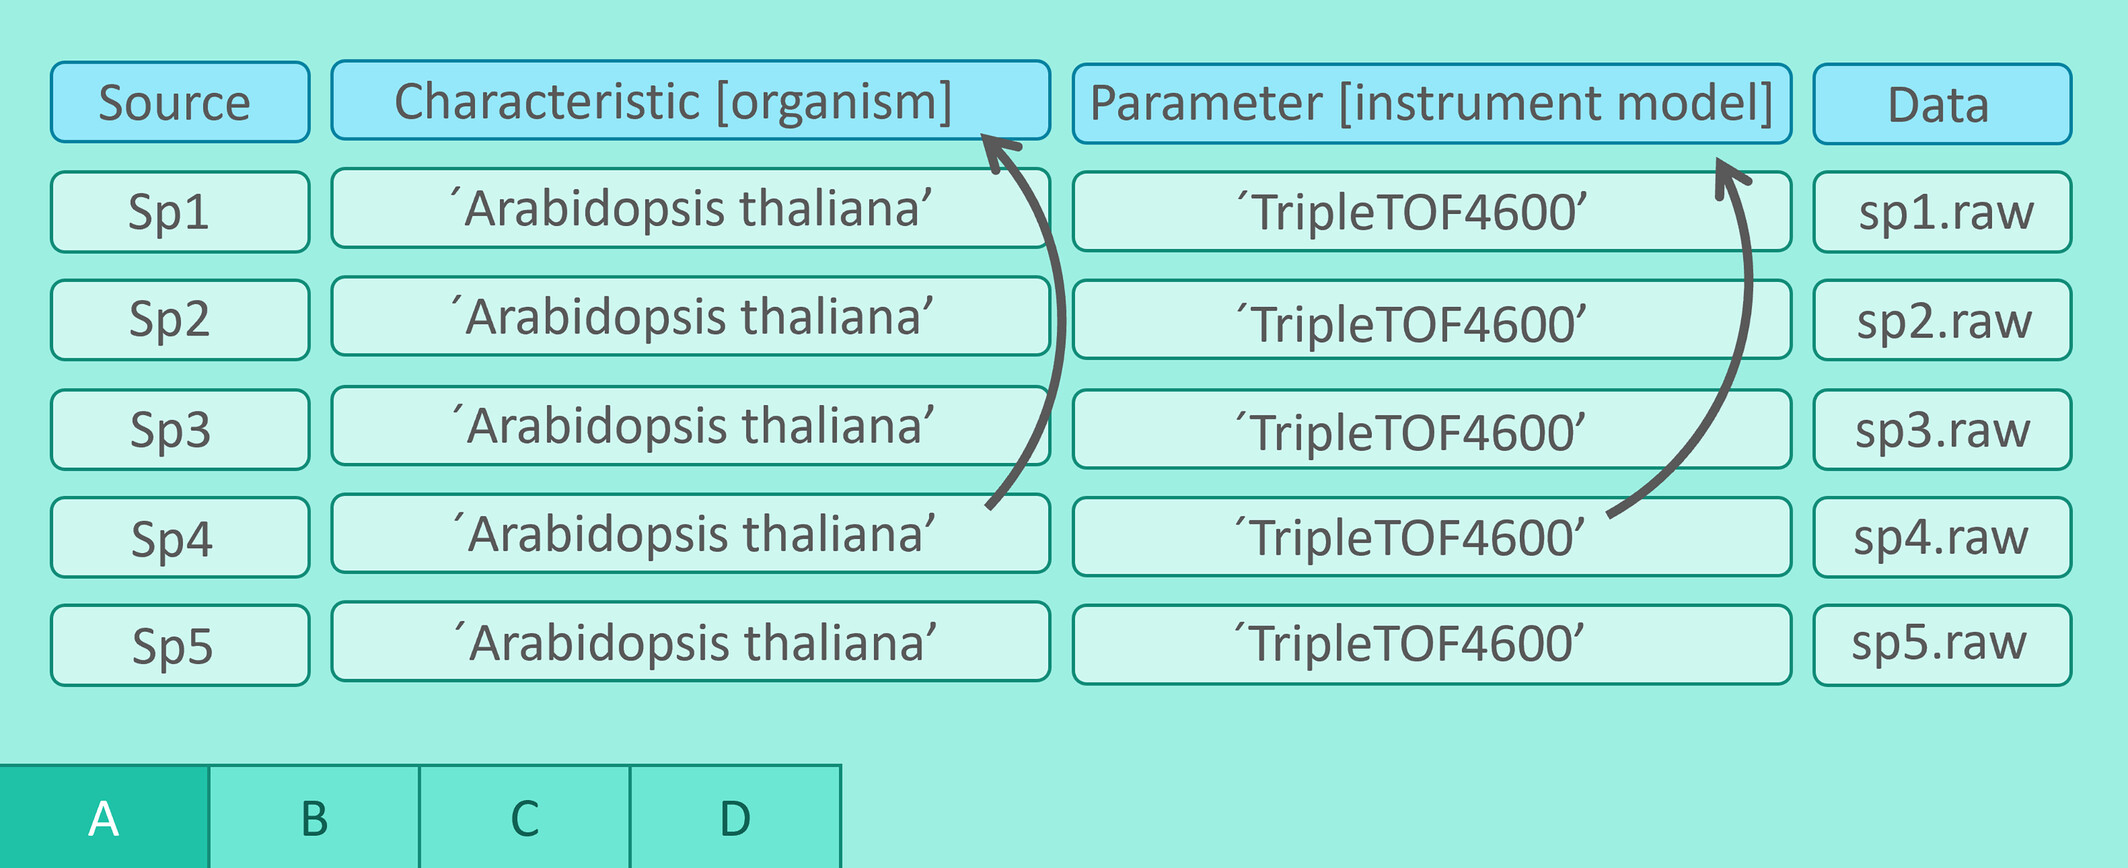 Source Characteristic [organism] Parameter [instrument model] Data
Sp1 ´Arabidopsis thaliana’ ´TripleTOF4600’ sp1.raw
Sp2 ´Arabidopsis thaliana’ ´TripleTOF4600’ sp2.raw
Sp3 ´Arabidopsis thaliana’ ´TripleTOF4600’ sp3.raw
Sp4 ´Arabidopsis thaliana’ ´TripleTOF4600’ sp4.raw
Sp5 ´Arabidopsis thaliana’ ´TripleTOF4600’ sp5.raw
A B C D